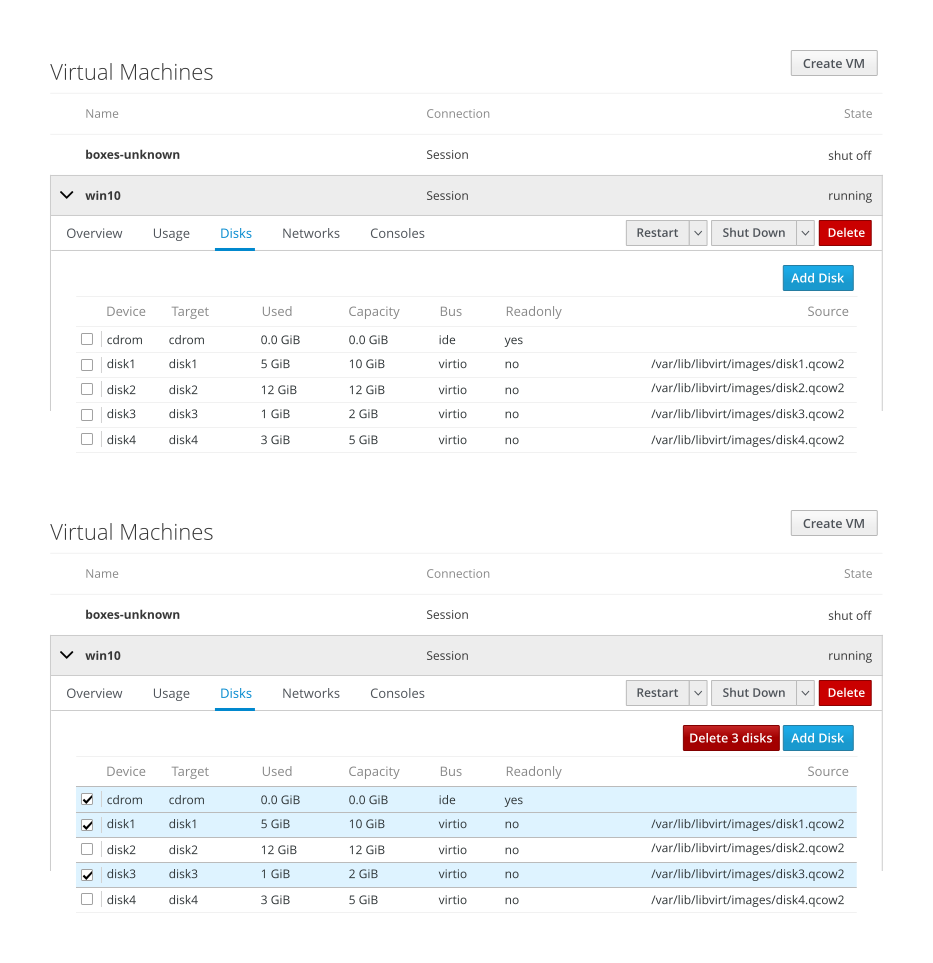 Virtual Machines Create VM
Name Connection State
boxes-unknown Session shut off
win10 Session running
Overview Usage Disks Networks Consoles Restart Shut Down Delete
Add Disk
Device Target Used Capacity Bus Readonly Source
cdrom cdrom 0.0 GiB 0.0 GiB ide yes
disk1 disk1 5 GiB 10 GiB virtio no /var/lib/libvirt/images/disk1.qcow2
disk2 disk2 12 GiB 12 GiB virtio no /var/lib/libvirt/images/disk2.qcow2
disk3 disk3 1 GiB 2 GiB virtio no /var/lib/libvirt/images/disk3.qcow2
disk4 disk4 3 GiB 5 GiB virtio no /var/lib/libvirt/images/disk4.qcow2
Virtual Machines Create VM
Name Connection State
boxes-unknown Session shut off
win10 Session running
Overview Usage Disks Networks Consoles Restart Shut Down Delete
Delete 3 disks Add Disk
Device Target Used Capacity Bus Readonly Source
cdrom cdrom 0.0 GiB 0.0 GiB ide yes
disk1 disk1 5 GiB 10 GiB virtio no /var/lib/libvirt/images/disk1.qcow2
disk2 disk2 12 GiB 12 GiB virtio no /var/lib/libvirt/images/disk2.qcow2
disk3 disk3 1 GiB 2 GiB virtio no /var/lib/libvirt/images/disk3.qcow2
disk4 disk4 3 GiB 5 GiB virtio no /var/lib/libvirt/images/disk4.qcow2